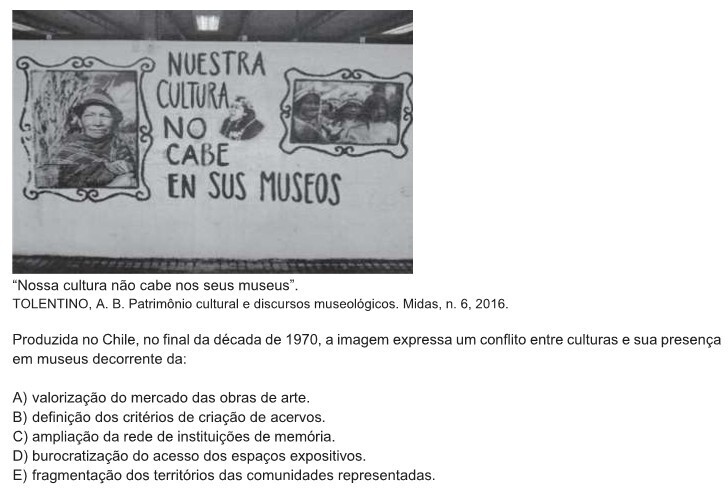 NUESTRA
CULTURA
NO
CABE
EN SUS MUSEOS
“Nossa cultura não cabe nos seus museus”.
TOLENTINO, A. B. Patrimônio cultural e discursos museológicos. Midas, n. 6, 2016.
Produzida no Chile, no final da década de 1970, a imagem expressa um conflito entre culturas e sua presença
em museus decorrente da:
A) valorização do mercado das obras de arte.
B) definição dos critérios de criação de acervos.
C) ampliação da rede de instituições de memória.
D) burocratização do acesso dos espaços expositivos.
E) fragmentação dos territórios das comunidades representadas.